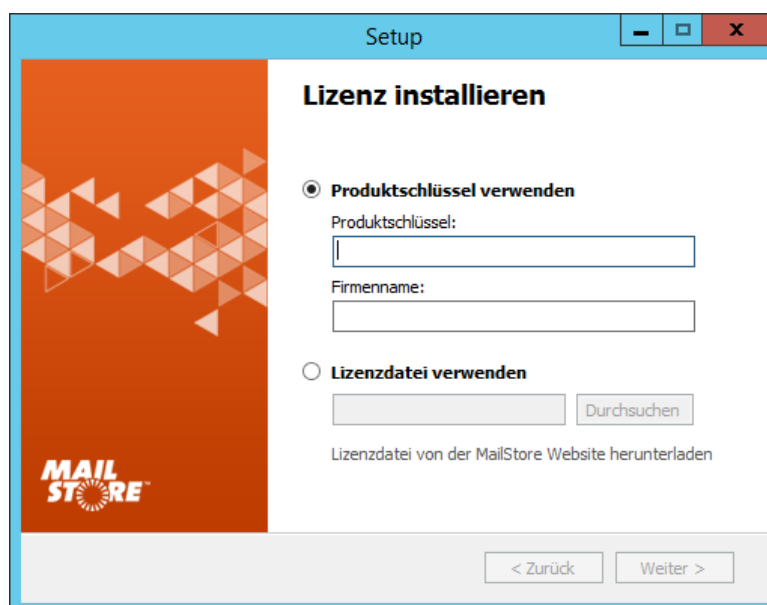 Setup
Lizenz installieren
Produktschlüssel verwenden
Produktschlüssel:
Firmenname:
Lizenzdatei verwenden
Durchsuchen
Lizenzdatei von der MailStore Website herunterladen
MAIL
STORE™
< Zurück
Weiter >